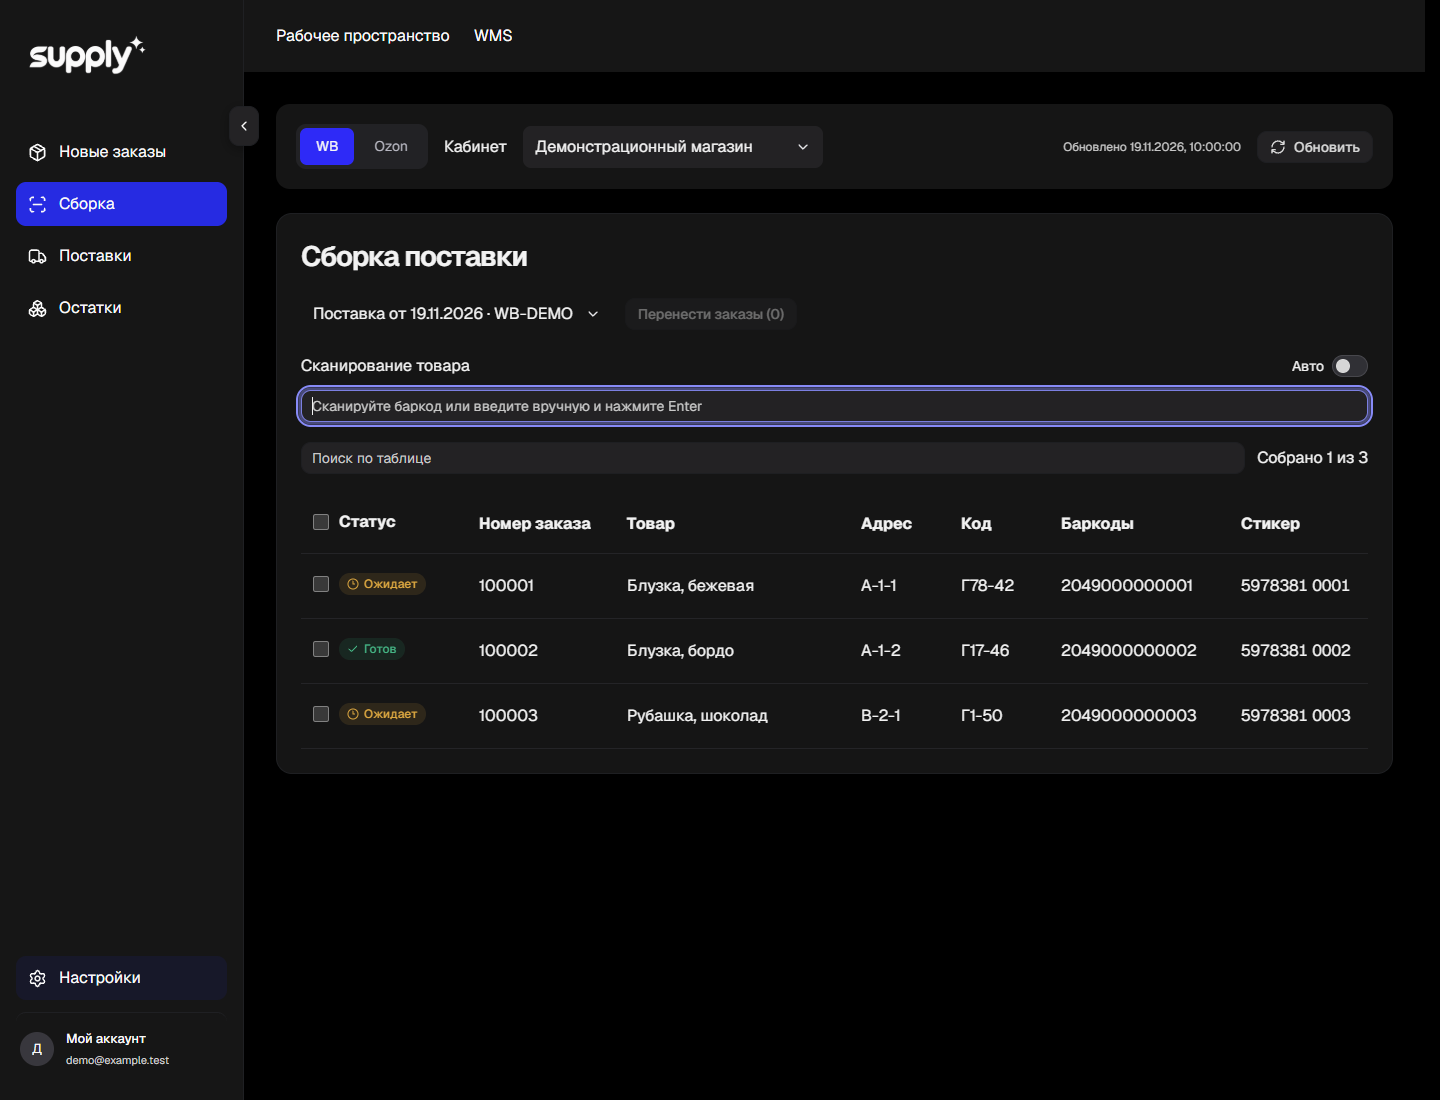 supply
Рабочее пространство WMS
Новые заказы
Сборка
Поставки
Остатки
WB Ozon Кабинет Демонстрационный магазин Обновлено 19.11.2026, 10:00:00 Обновить
Сборка поставки
Поставка от 19.11.2026 · WB-DEMO Перенести заказы (0)
Сканирование товара Авто
Сканируйте баркод или введите вручную и нажмите Enter
Поиск по таблице Собрано 1 из 3
Статус Номер заказа Товар Адрес Код Баркоды Стикер
Ожидает 100001 Блузка, бежевая A-1-1 Г78-42 2049000000001 5978381 0001
Готов 100002 Блузка, бордо A-1-2 Г17-46 2049000000002 5978381 0002
Ожидает 100003 Рубашка, шоколад B-2-1 Г1-50 2049000000003 5978381 0003
Настройки
Д Мой аккаунт
demo@example.test